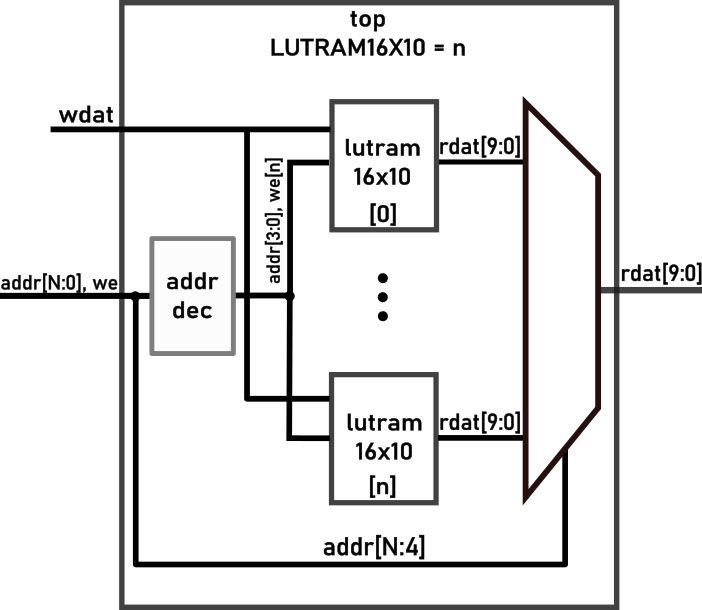 top
LUTRAM16X10 = n
wdat
lutram
16x10
[0]
rdat[9:0]
addr[3:0], we[n]
addr[N:0], we
addr
dec
rdat[9:0]
lutram
16x10
[n]
rdat[9:0]
addr[N:4]